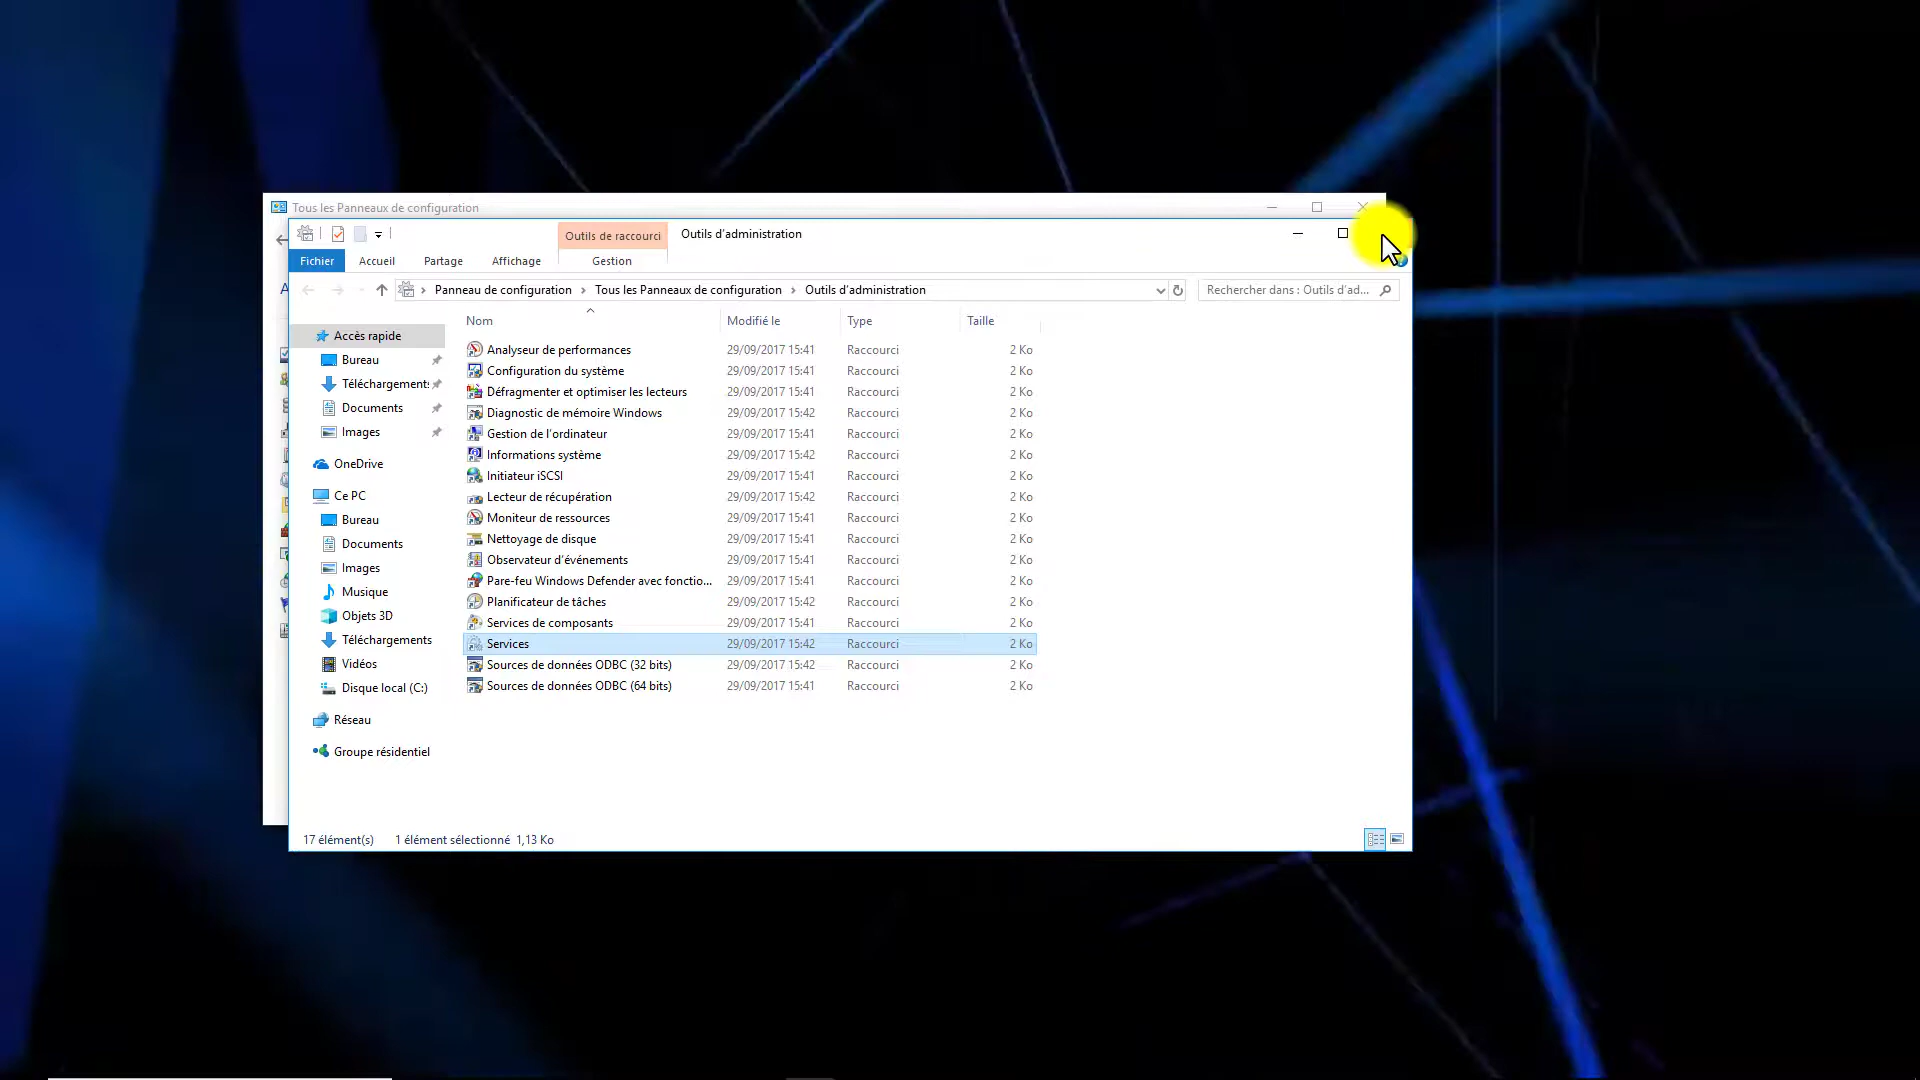 Tous les Panneaux de configuration
Outils de raccourci
Outils d'administration
Fichier
Accueil
Partage
Affichage
Gestion
Panneau de configuration
Tous les Panneaux de configuration
Outils d'administration
Rechercher dans : Outils d'ad...
Nom
Modifié le
Type
Taille
Accès rapide
Bureau
Téléchargement
Documents
Images
OneDrive
Ce PC
Bureau
Documents
Images
Musique
Objets 3D
Téléchargements
Vidéos
Disque local (C:)
Réseau
Groupe résidentiel
Analyseur de performances 29/09/2017 15:41 Raccourci 2 Ko
Configuration du système 29/09/2017 15:41 Raccourci 2 Ko
Défragmenter et optimiser les lecteurs 29/09/2017 15:41 Raccourci 2 Ko
Diagnostic de mémoire Windows 29/09/2017 15:42 Raccourci 2 Ko
Gestion de l'ordinateur 29/09/2017 15:41 Raccourci 2 Ko
Informations système 29/09/2017 15:42 Raccourci 2 Ko
Initiateur iSCSI 29/09/2017 15:41 Raccourci 2 Ko
Lecteur de récupération 29/09/2017 15:42 Raccourci 2 Ko
Moniteur de ressources 29/09/2017 15:41 Raccourci 2 Ko
Nettoyage de disque 29/09/2017 15:41 Raccourci 2 Ko
Observateur d'événements 29/09/2017 15:41 Raccourci 2 Ko
Pare-feu Windows Defender avec fonctio... 29/09/2017 15:41 Raccourci 2 Ko
Planificateur de tâches 29/09/2017 15:42 Raccourci 2 Ko
Services de composants 29/09/2017 15:41 Raccourci 2 Ko
Services 29/09/2017 15:42 Raccourci 2 Ko
Sources de données ODBC (32 bits) 29/09/2017 15:42 Raccourci 2 Ko
Sources de données ODBC (64 bits) 29/09/2017 15:41 Raccourci 2 Ko
17 élément(s)
1 élément sélectionné 1,13 Ko